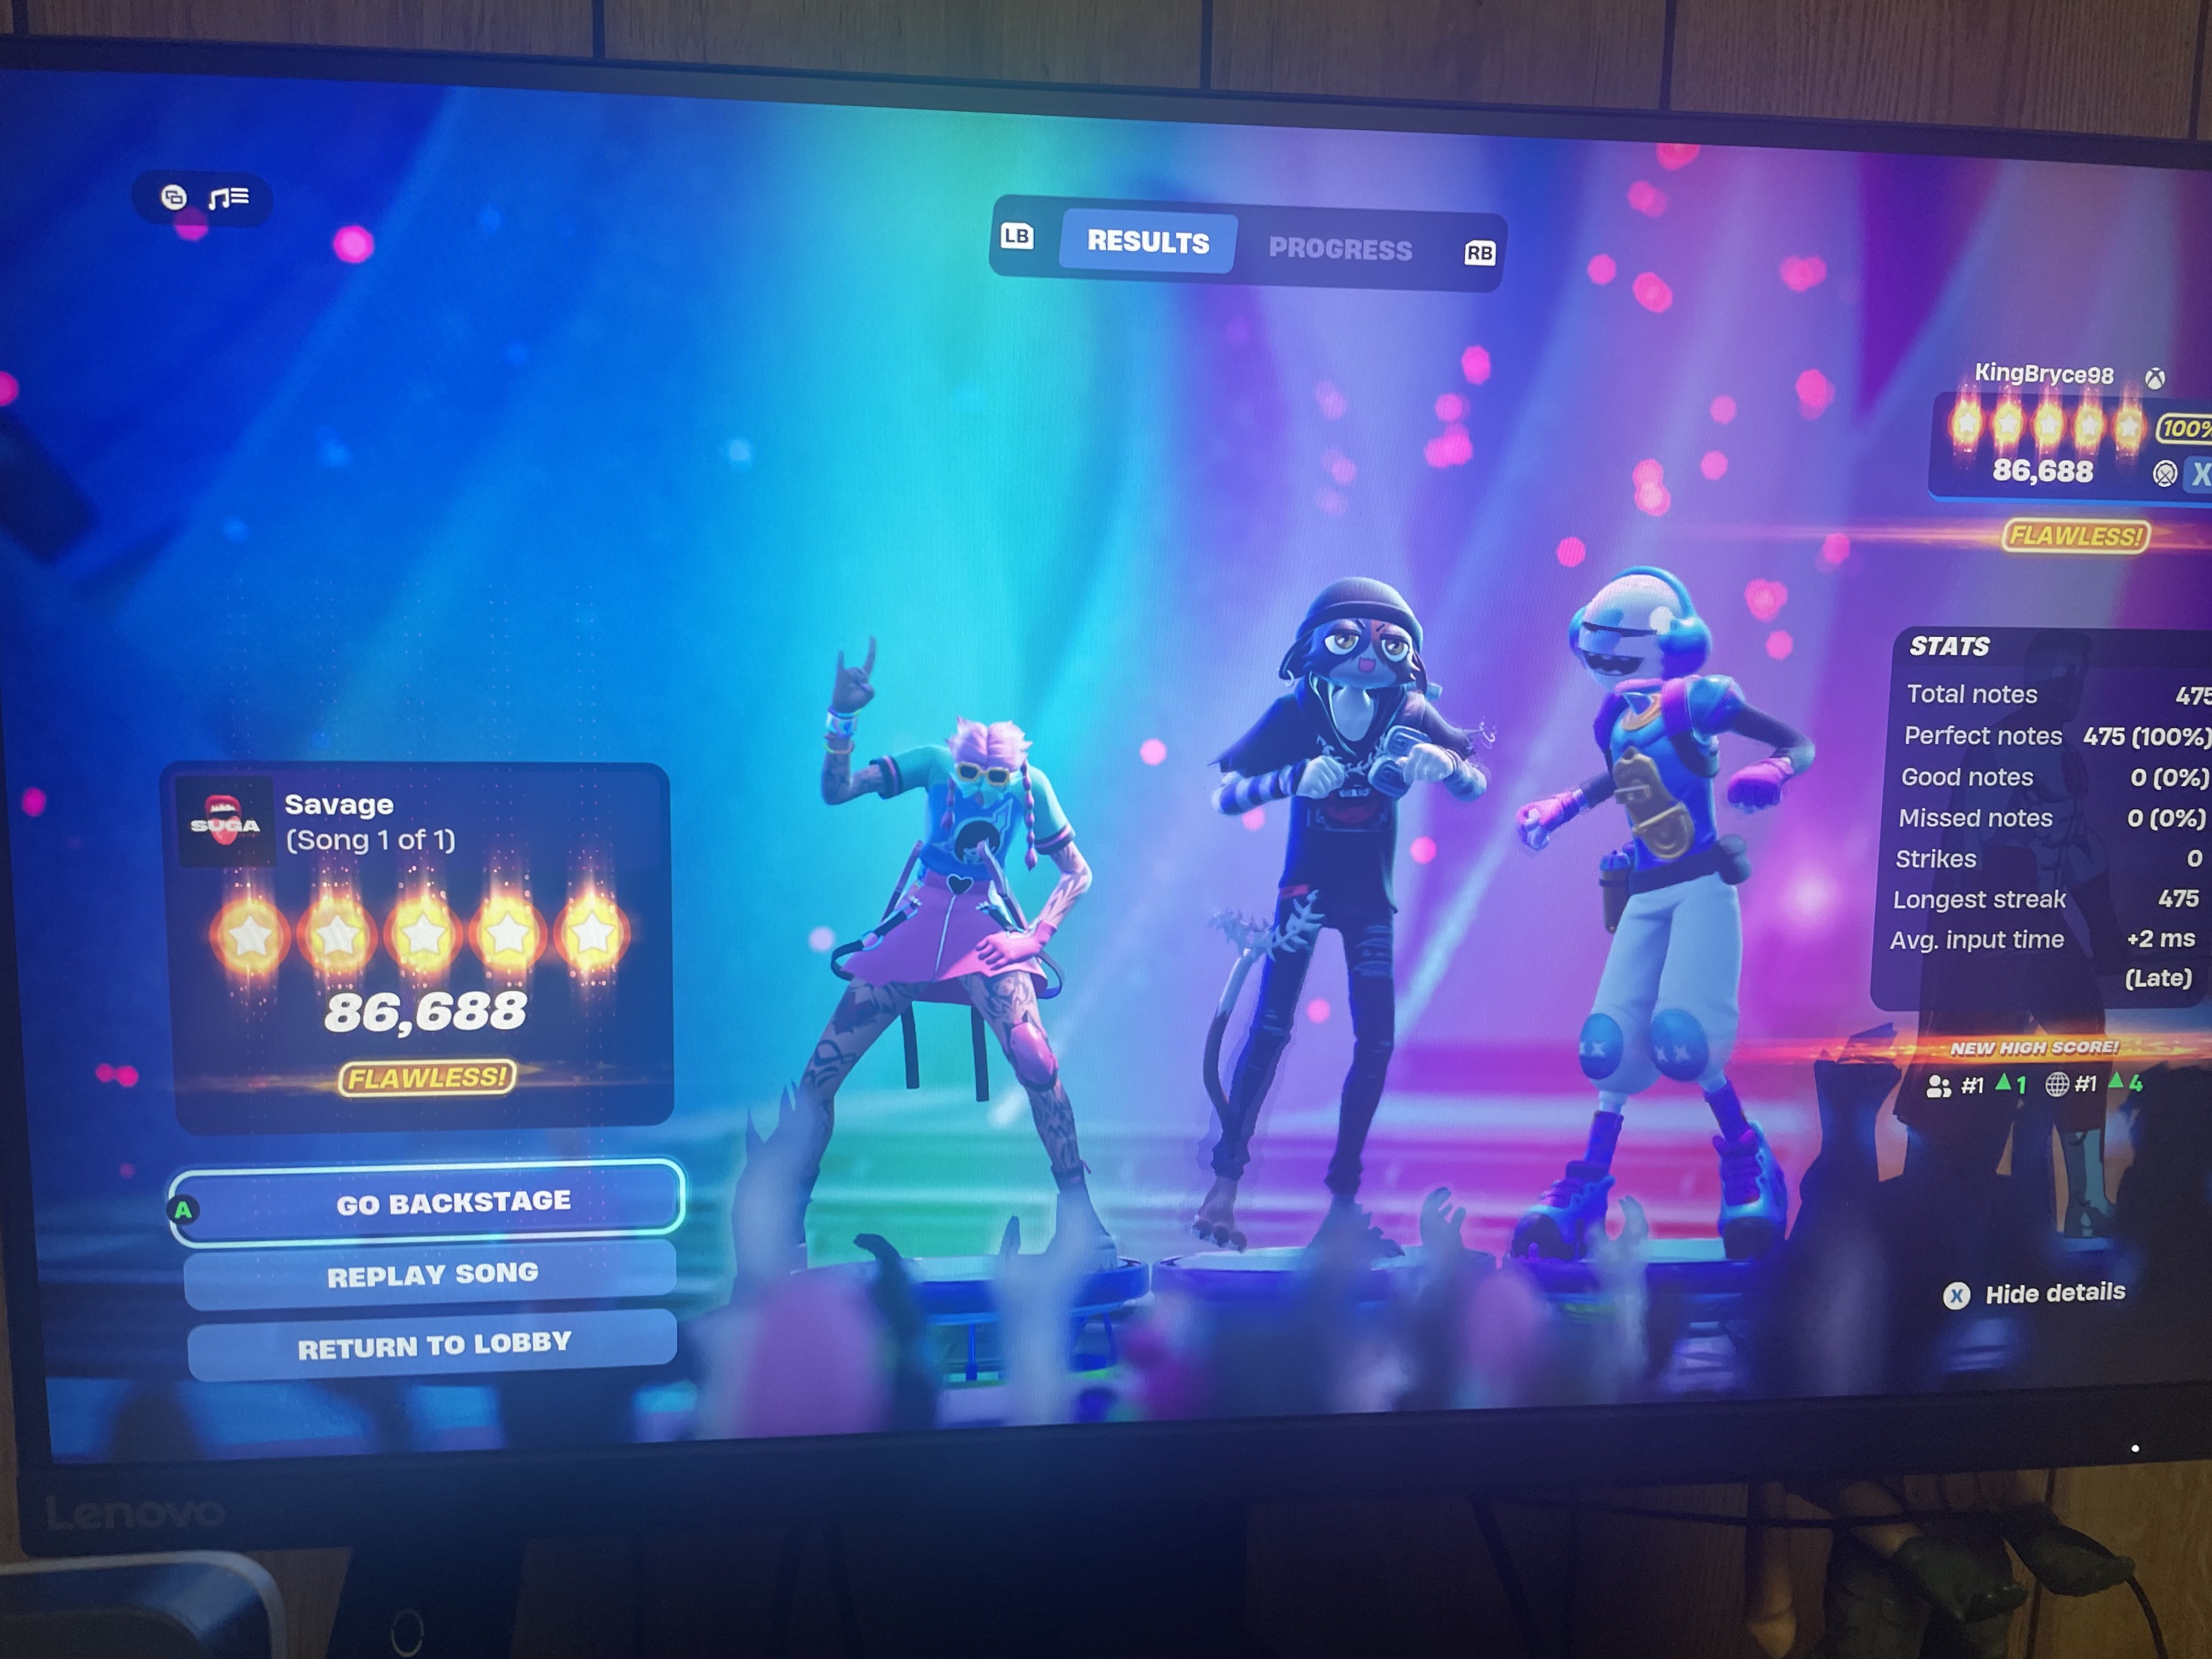 LB RESULTS PROGRESS RB
KingBryce98
100%
86,688
FLAWLESS!
STATS
Total notes 475
Perfect notes 475 (100%)
Good notes 0 (0%)
Missed notes 0 (0%)
Strikes 0
Longest streak 475
Avg. input time +2 ms
(Late)
NEW HIGH SCORE!
#1 1 #1 4
X Hide details
SUGA
Savage
(Song 1 of 1)
86,688
FLAWLESS!
A GO BACKSTAGE
REPLAY SONG
RETURN TO LOBBY
Lenovo